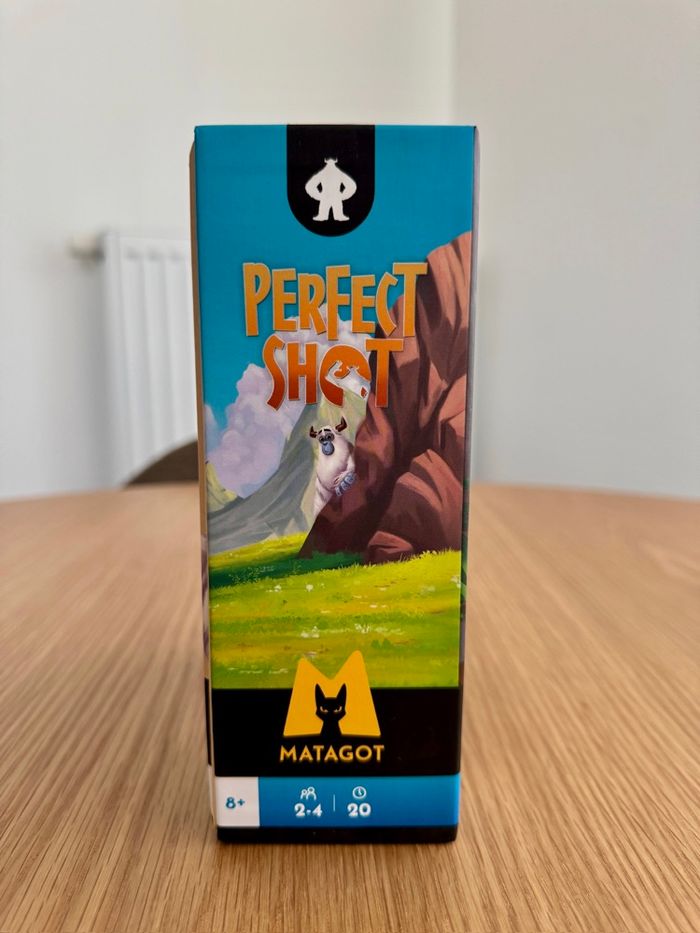 PERFECT
SHOT
MATAGOT
8+
2-4 20